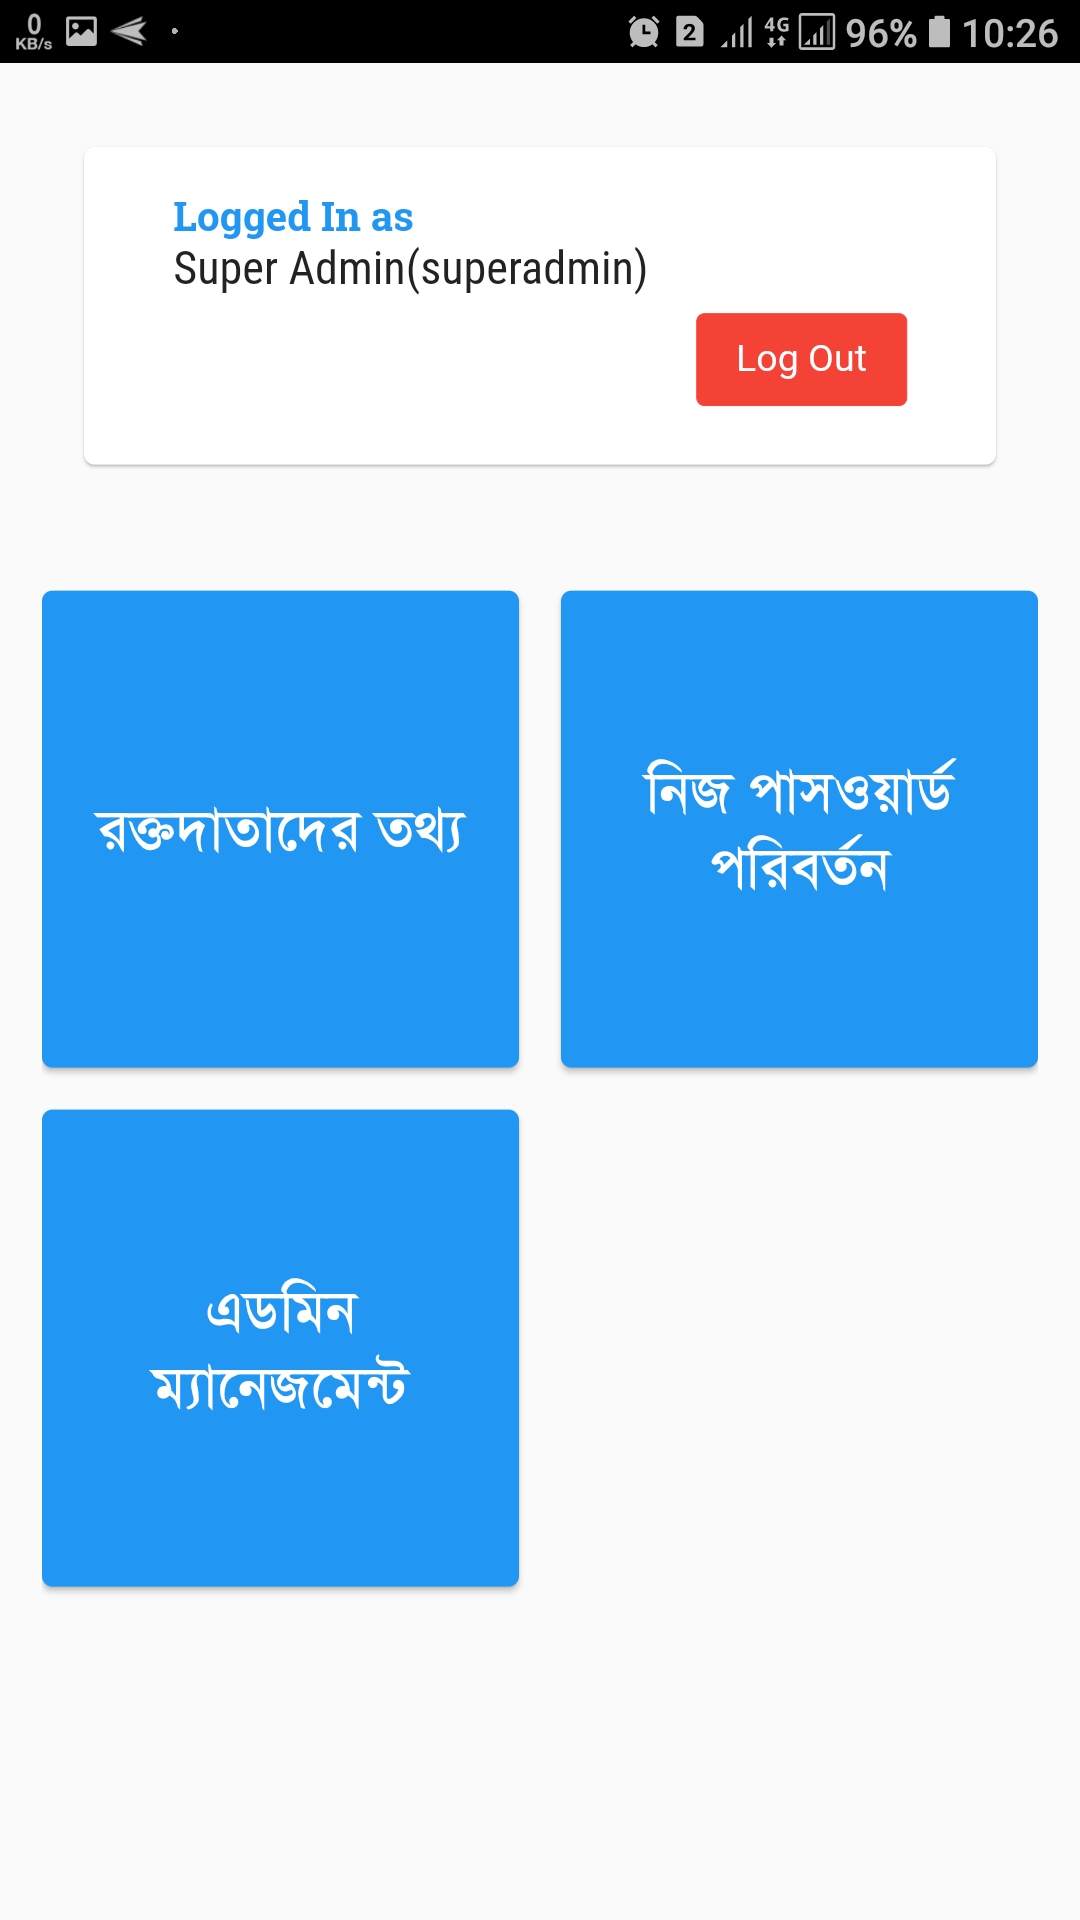 0
KB/s
2
4G
96%
10:26
Logged In as
Super Admin(superadmin)
Log Out
রক্তদাতাদের তথ্য
নিজ পাসওয়ার্ড
পরিবর্তন
এডমিন
ম্যানেজমেন্ট